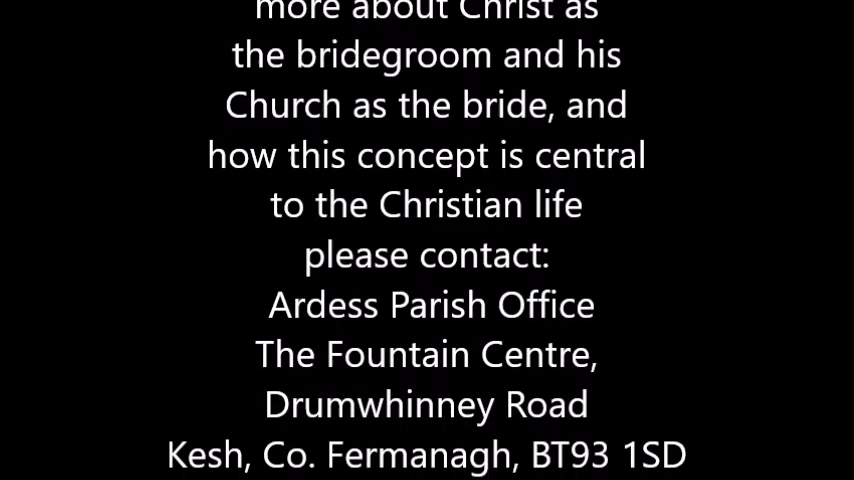 more about Christ as
the bridegroom and his
Church as the bride, and
how this concept is central
to the Christian life
please contact:
Ardess Parish Office
The Fountain Centre,
Drumwhinney Road
Kesh, Co. Fermanagh, BT93 1SD